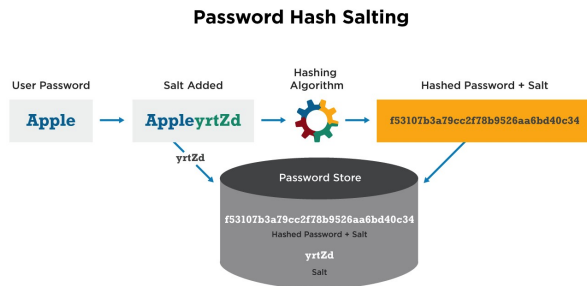 Password Hash Salting
User Password
Salt Added
Hashing
Algorithm
Hashed Password + Salt
Apple
AppleyrtZd
f53107b3a79cc2f78b9526aa6bd40c34
yrtZd
Password Store
f53107b3a79cc2f78b9526aa6bd40c34
Hashed Password + Salt
yrtZd
Salt